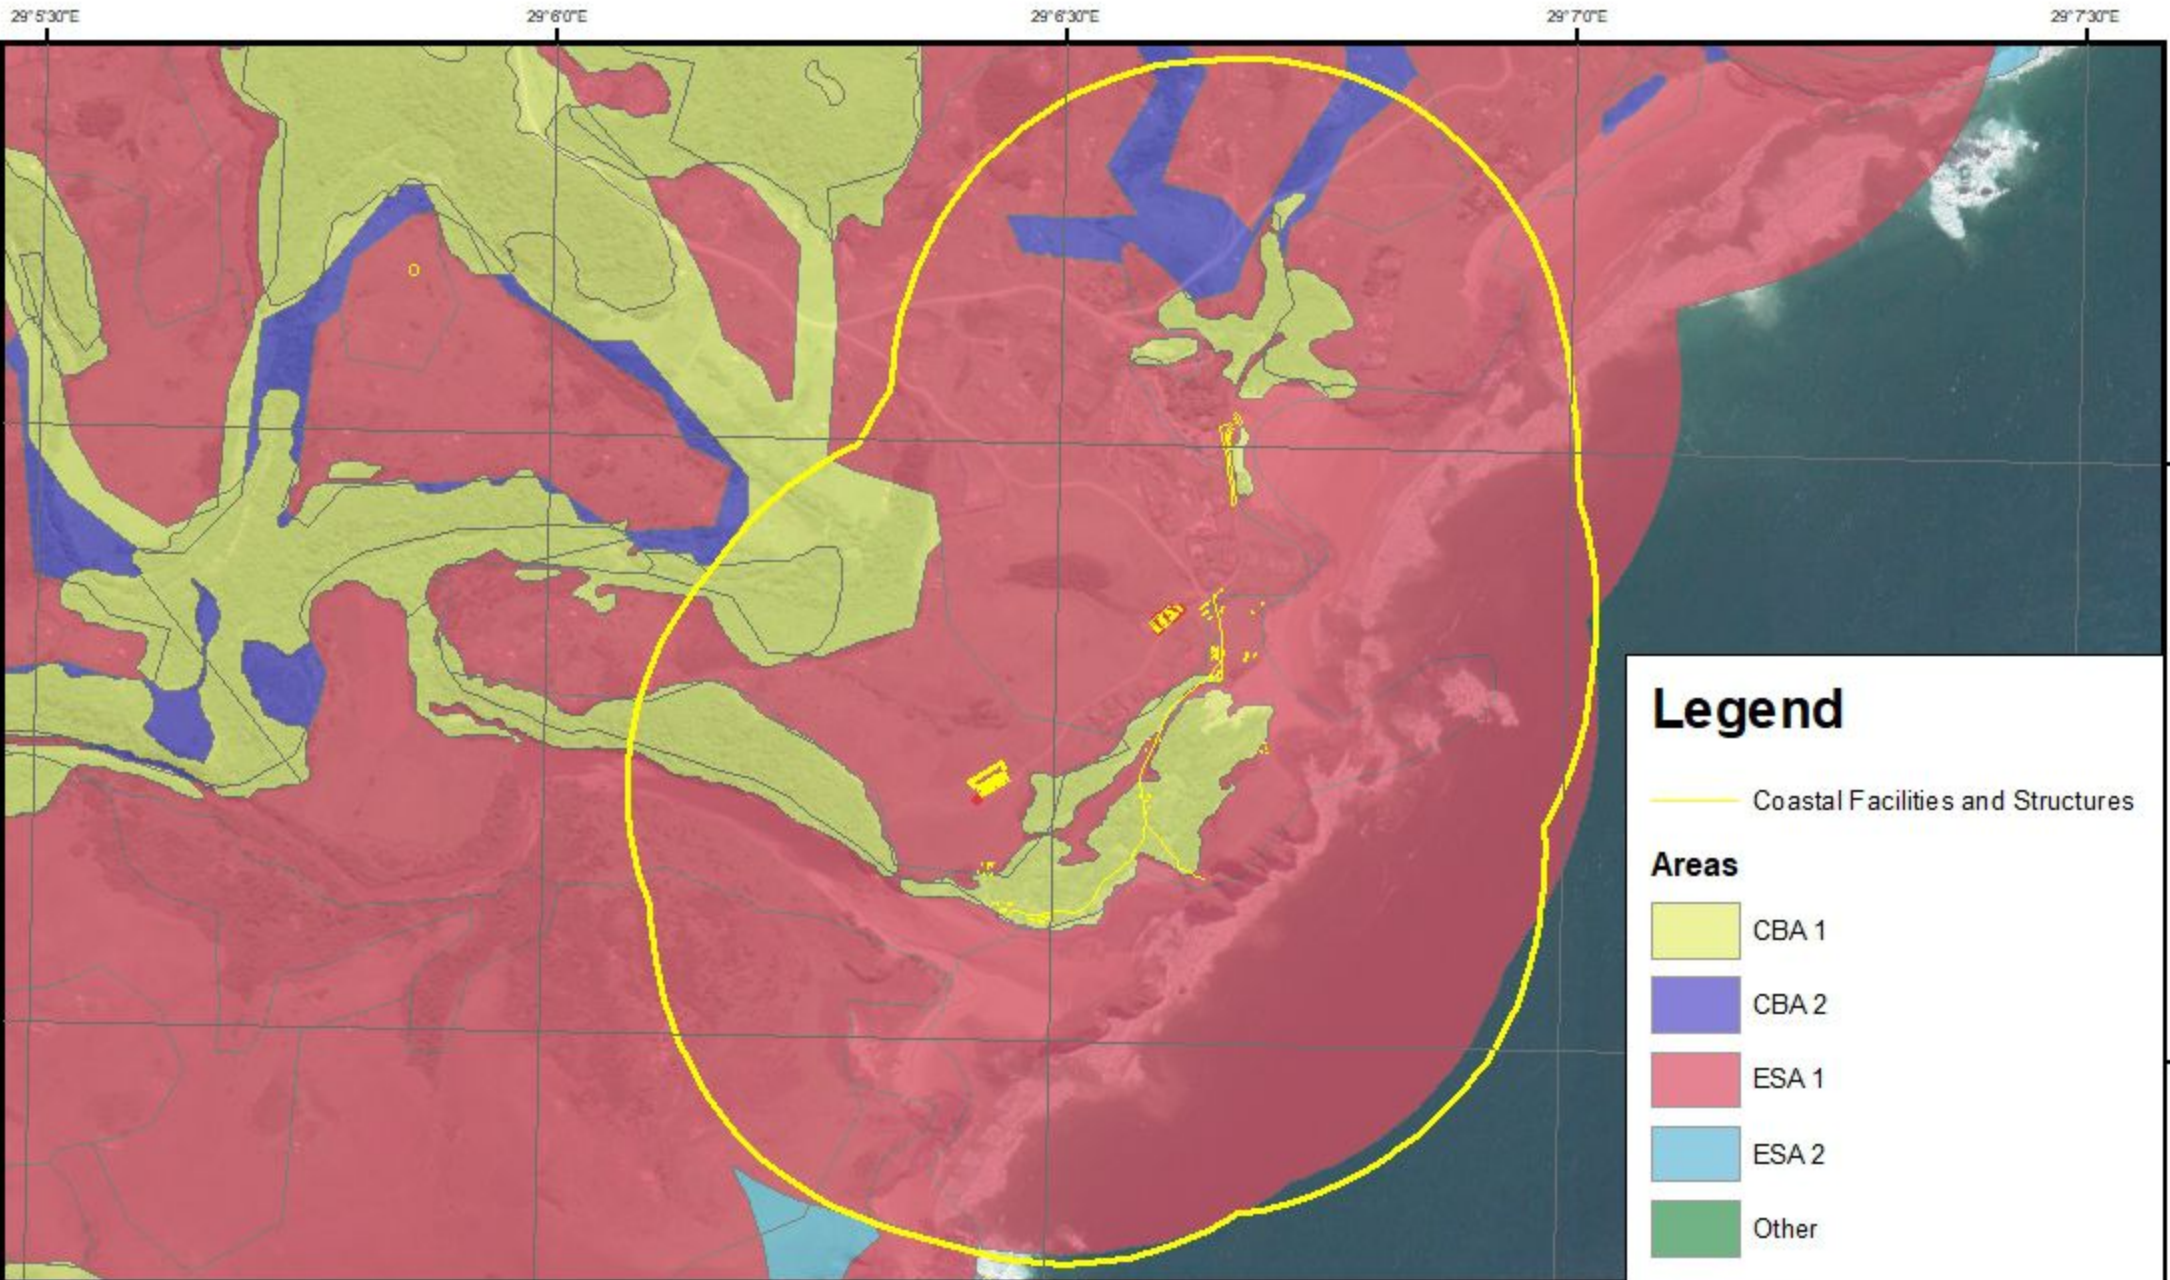 29°5'30"E 29°6'0"E 29°6'30"E 29°7'0"E 29°7'30"E
Legend
Coastal Facilities and Structures
Areas
CBA 1
CBA 2
ESA 1
ESA 2
Other